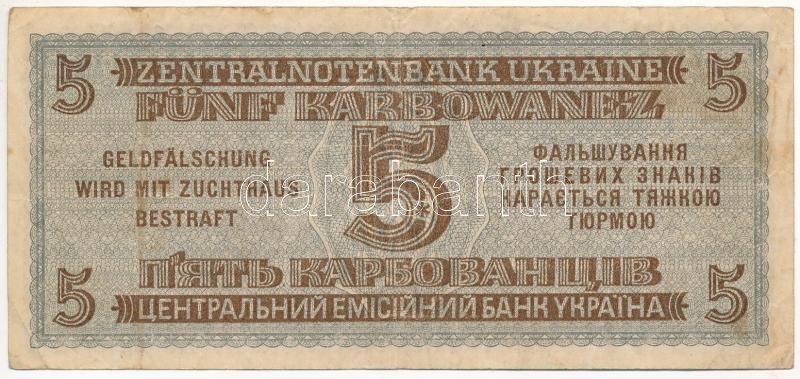 5 ZENTRALNOTENBANK UKRAINE 5
FÜNF KARBOWANEZ
GELDFÄLSCHUNG
WIRD MIT ZUCHTHAUS
BESTRAFT
5
ФАЛЬШУВАННЯ
ГРОШЕВИХ ЗНАКІВ
КАРАЄТЬСЯ ТЯЖКОЮ
ТЮРМОЮ
darabanth
П'ЯТЬ КАРБОВАНЦІВ
5 ЦЕНТРАЛЬНИЙ ЕМІСІЙНИЙ БАНК УКРАЇНА 5